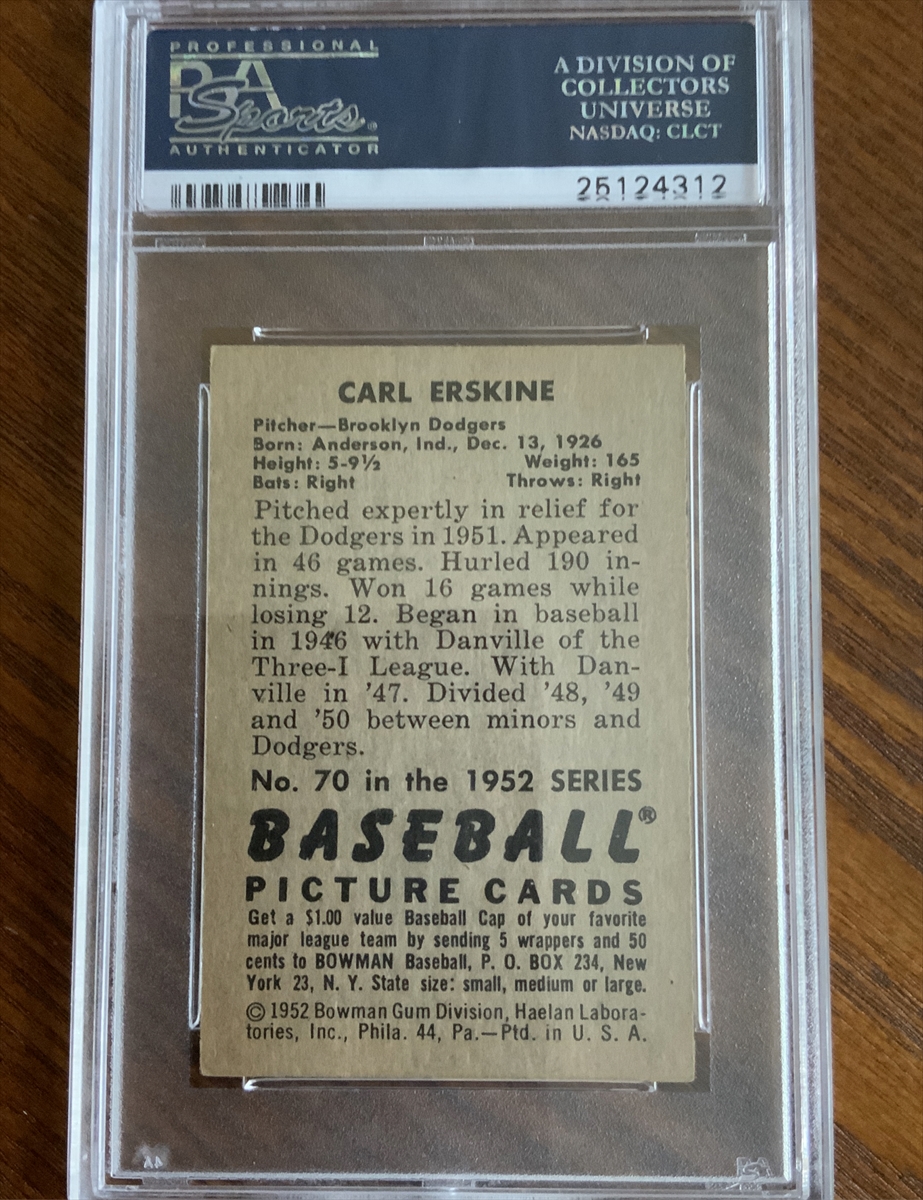 PROFESSIONAL
PSA
Sports®
AUTHENTICATOR
A DIVISION OF
COLLECTORS
UNIVERSE
NASDAQ: CLCT
25124312
CARL ERSKINE
Pitcher—Brooklyn Dodgers
Born: Anderson, Ind., Dec. 13, 1926
Height: 5-9½ Weight: 165
Bats: Right Throws: Right
Pitched expertly in relief for
the Dodgers in 1951. Appeared
in 46 games. Hurled 190 in-
nings. Won 16 games while
losing 12. Began in baseball
in 1946 with Danville of the
Three-I League. With Dan-
ville in '47. Divided '48, '49
and '50 between minors and
Dodgers.
No. 70 in the 1952 SERIES
BASEBALL®
PICTURE CARDS
Get a $1.00 value Baseball Cap of your favorite
major league team by sending 5 wrappers and 50
cents to BOWMAN Baseball, P. O. BOX 234, New
York 23, N. Y. State size: small, medium or large.
© 1952 Bowman Gum Division, Haelan Labora-
tories, Inc., Phila. 44, Pa.—Ptd. in U. S. A.
PSA